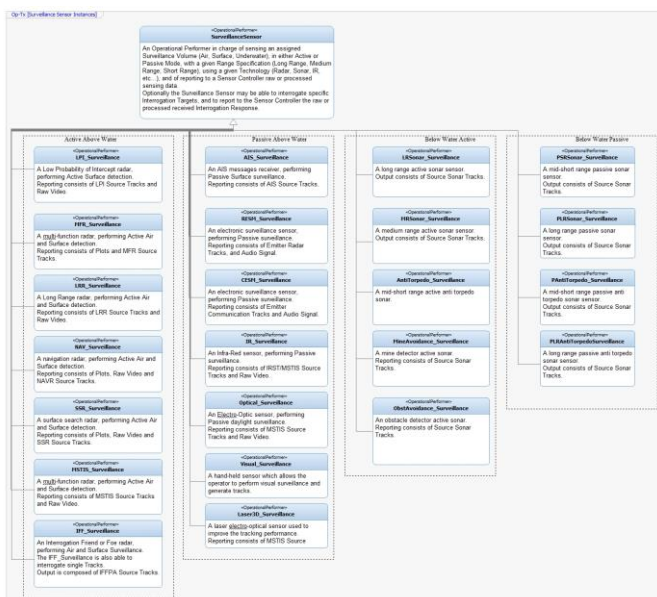 Op-Tx [Surveillance Sensor Instances]
«OperationalPerformer»
SurveillanceSensor
An Operational Performer in charge of sensing an assigned
Surveillance Volume (Air, Surface, Underwater), in either Active or
Passive Mode, with a given Range Specification (Long Range, Medium
Range, Short Range), using a given Technology (Radar, Sonar, IR,
etc...), and of reporting to a Sensor Controller raw or processed
sensing data.
Optionally the Surveillance Sensor may be able to interrogate specific
Interrogation Targets, and to report to the Sensor Controller the raw or
processed received Interrogation Response.
Active Above Water
«OperationalPerformer»
LPI_Surveillance
A Low Probability of Intercept radar,
performing Active Surface detection.
Reporting consists of LPI Source Tracks and
Raw Video.
«OperationalPerformer»
MFR_Surveillance
A multi-function radar, performing Active Air
and Surface detection.
Reporting consists of Plots and MFR Source
Tracks.
«OperationalPerformer»
LRR_Surveillance
A Long Range radar, performing Active Air
and Surface detection.
Reporting consists of LRR Source Tracks and
Raw Video.
«OperationalPerformer»
NAV_Surveillance
A navigation radar, performing Active Air and
Surface detection.
Reporting consists of Plots, Raw Video and
NAVR Source Tracks.
«OperationalPerformer»
SSR_Surveillance
A surface search radar, performing Active Air
and Surface detection.
Reporting consists of Plots, Raw Video and
SSR Source Tracks.
«OperationalPerformer»
MSTIS_Surveillance
A multi-function radar, performing Active Air
and Surface detection.
Reporting consists of MSTIS Source Tracks
and Raw Video.
«OperationalPerformer»
IFF_Surveillance
An Interrogation Friend or Foe radar,
performing Air and Surface Surveillance.
The IFF_Surveillance is also able to
interrogate single Tracks.
Output is composed of IFFPA Source Tracks.
Passive Above Water
«OperationalPerformer»
AIS_Surveillance
An AIS messages receiver, performing
Passive Surface surveillance.
Reporting consists of AIS Source Tracks.
«OperationalPerformer»
RESM_Surveillance
An electronic surveillance sensor,
performing Passive surveillance.
Reporting consists of Emitter Radar
Tracks, and Audio Signal.
«OperationalPerformer»
CESM_Surveillance
An electronic surveillance sensor,
performing Passive surveillance.
Reporting consists of Emitter
Communication Tracks and Audio Signal.
«OperationalPerformer»
IR_Surveillance
An Infra-Red sensor, performing Passive
surveillance.
Reporting consists of IRST/MSTIS Source
Tracks and Raw Video.
«OperationalPerformer»
Optical_Surveillance
An Electro-Optic sensor, performing
Passive daylight surveillance.
Reporting consists of MSTIS Source
Tracks and Raw Video.
«OperationalPerformer»
Visual_Surveillance
A hand-held sensor which allows the
operator to perform visual surveillance and
generate tracks.
«OperationalPerformer»
Laser3D_Surveillance
A laser electro-optical sensor used to
improve the tracking performance.
Reporting consists of MSTIS Source
Below Water Active
«OperationalPerformer»
LRSonar_Surveillance
A long range active sonar sensor.
Output consists of Source Sonar Tracks.
«OperationalPerformer»
MRSonar_Surveillance
A medium range active sonar sensor.
Output consists of Source Sonar Tracks.
«OperationalPerformer»
AntiTorpedo_Surveillance
A mid-short range active anti torpedo
sonar.
«OperationalPerformer»
MineAvoidance_Surveillance
A mine detector active sonar
Reporting consists of Source Sonar
Tracks.
«OperationalPerformer»
ObstAvoidance_Surveillance
An obstacle detector active sonar.
Reporting consists of Source Sonar
Tracks.
Below Water Passive
«OperationalPerformer»
PSRSonar_Surveillance
A mid-short range passive sonar
sensor.
Output consists of Source Sonar
Tracks.
«OperationalPerformer»
PLRSonar_Surveillance
A long range passive sonar
sensor.
Output consists of Source Sonar
Tracks.
«OperationalPerformer»
PAntiTorpedo_Surveillance
A mid-short range passive anti
torpedo sonar sensor.
Output consists of Source Sonar
Tracks.
«OperationalPerformer»
PLRAntiTorpedoSurveillance
A long range passive anti torpedo
sonar sensor.
Output consists of Source Sonar
Tracks.